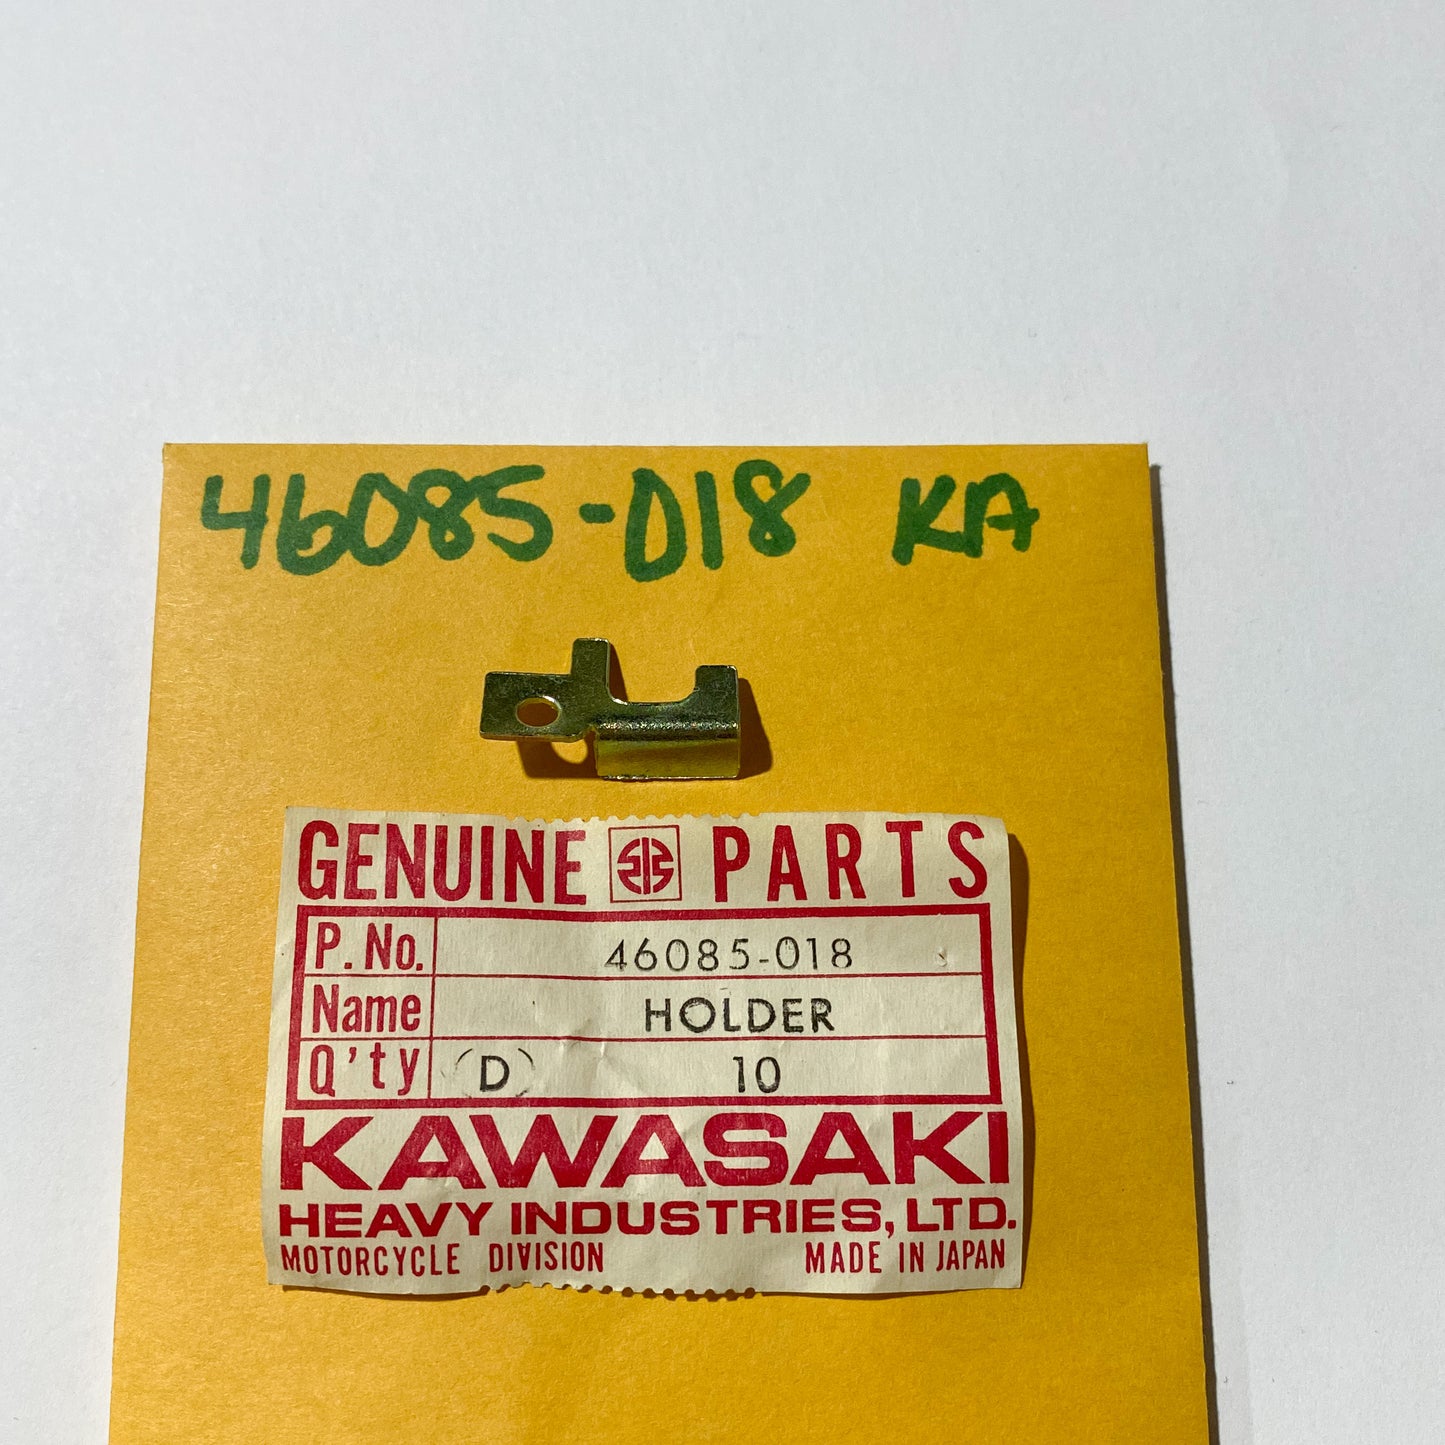 46085-018 KA
GENUINE PARTS
P. No. 46085-018
Name HOLDER
Q'ty (D) 10
KAWASAKI
HEAVY INDUSTRIES, LTD.
MOTORCYCLE DIVISION MADE IN JAPAN